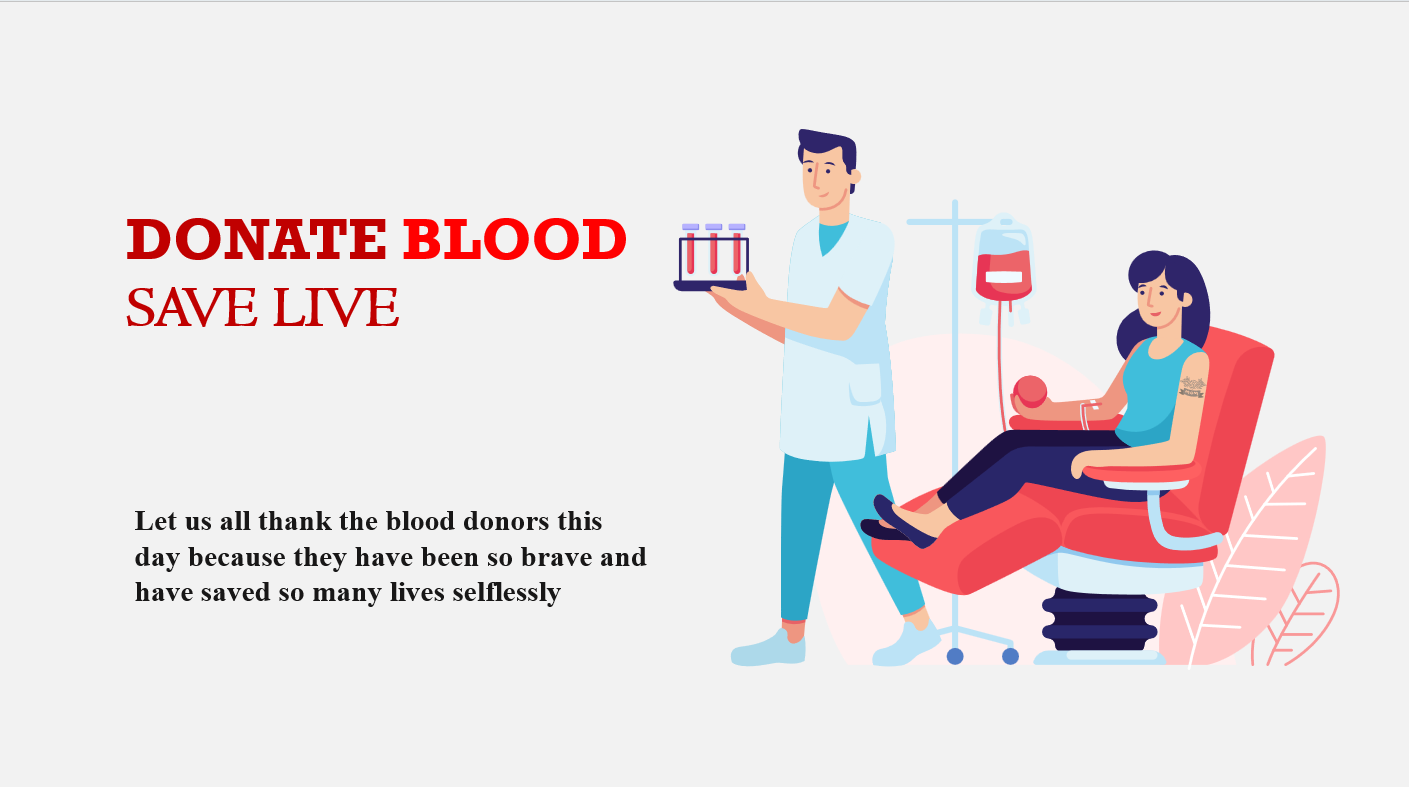 DONATE BLOOD
SAVE LIVE
Let us all thank the blood donors this
day because they have been so brave and
have saved so many lives selflessly